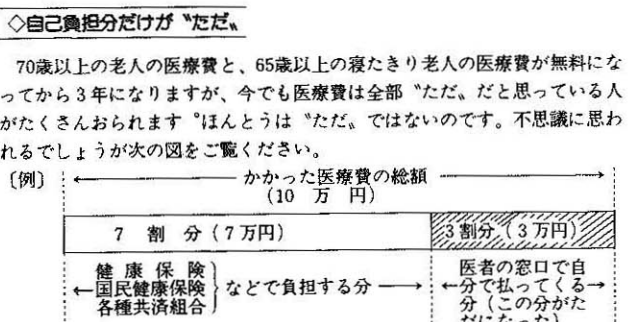 ◇自己負担分だけが〝ただ〟
70歳以上の老人の医療費と、65歳以上の寝たきり老人の医療費が無料にな
ってから3年になりますが、今でも医療費は全部〝ただ〟だと思っている人
がたくさんおられます。ほんとうは〝ただ〟ではないのです。不思議に思わ
れるでしょうが次の図をご覧ください。
〔例〕
かかった医療費の総額
(10万円)
7割分(7万円)
3割分(3万円)
健康保険
国民健康保険
各種共済組合
などで負担する分
医者の窓口で自
分で払ってくる
分(この分がた
だになった)